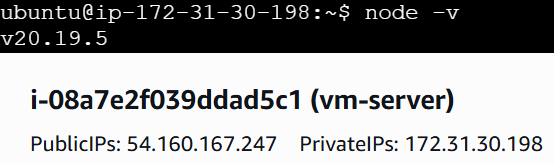 ubuntu@ip-172-31-30-198:~$ node -v
v20.19.5
i-08a7e2f039ddad5c1 (vm-server)
PublicIPs: 54.160.167.247 PrivateIPs: 172.31.30.198